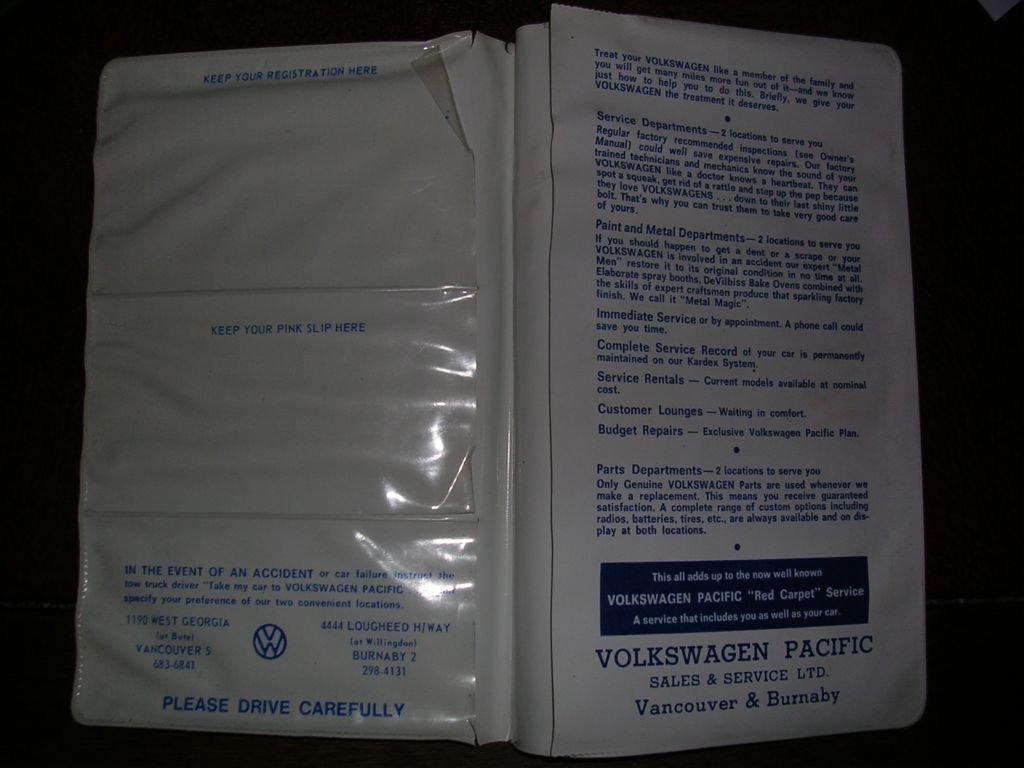 KEEP YOUR REGISTRATION HERE
KEEP YOUR PINK SLIP HERE
IN THE EVENT OF AN ACCIDENT or car failure instruct the
tow truck driver "Take my car to VOLKSWAGEN PACIFIC
specify your preference of our two convenient locations.
1190 WEST GEORGIA
(at Bute)
VANCOUVER 5
683-6841
4444 LOUGHEED H/WAY
(at Willingdon)
BURNABY 2
298-4131
PLEASE DRIVE CAREFULLY
Treat your VOLKSWAGEN like a member of the family and
you will get many miles more fun out of it—and we know
just how to help you to do this. Briefly, we give your
VOLKSWAGEN the treatment it deserves.
Service Departments — 2 locations to serve you
Regular factory recommended inspections (see Owner's
Manual) could well save expensive repairs. Our factory
trained technicians and mechanics know the sound of your
VOLKSWAGEN like a doctor knows a heartbeat. They can
spot a squeak, get rid of a rattle and step up the pep because
they love VOLKSWAGENS . . . down to their last shiny little
bolt. That's why you can trust them to take very good care
of yours.
Paint and Metal Departments — 2 locations to serve you
If you should happen to get a dent or a scrape or your
VOLKSWAGEN is involved in an accident our expert "Metal
Men" restore it to its original condition in no time at all.
Elaborate spray booths, DeVilbiss Bake Ovens combined with
the skills of expert craftsmen produce that sparkling factory
finish. We call it "Metal Magic".
Immediate Service or by appointment. A phone call could
save you time.
Complete Service Record of your car is permanently
maintained on our Kardex System.
Service Rentals — Current models available at nominal
cost.
Customer Lounges — Waiting in comfort.
Budget Repairs — Exclusive Volkswagen Pacific Plan.
Parts Departments — 2 locations to serve you
Only Genuine VOLKSWAGEN Parts are used whenever we
make a replacement. This means you receive guaranteed
satisfaction. A complete range of custom options including
radios, batteries, tires, etc., are always available and on dis-
play at both locations.
This all adds up to the now well known
VOLKSWAGEN PACIFIC "Red Carpet" Service
A service that includes you as well as your car.
VOLKSWAGEN PACIFIC
SALES & SERVICE LTD.
Vancouver & Burnaby